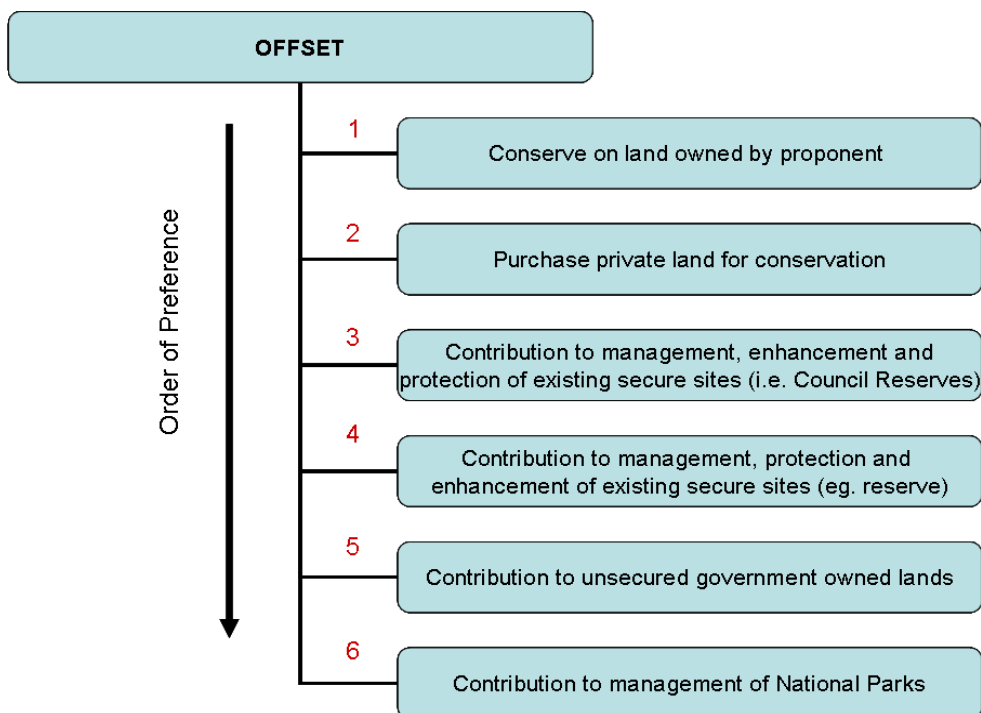 OFFSET
Order of Preference
1
Conserve on land owned by proponent
2
Purchase private land for conservation
3
Contribution to management, enhancement and
protection of existing secure sites (i.e. Council Reserves)
4
Contribution to management, protection and
enhancement of existing secure sites (eg. reserve)
5
Contribution to unsecured government owned lands
6
Contribution to management of National Parks